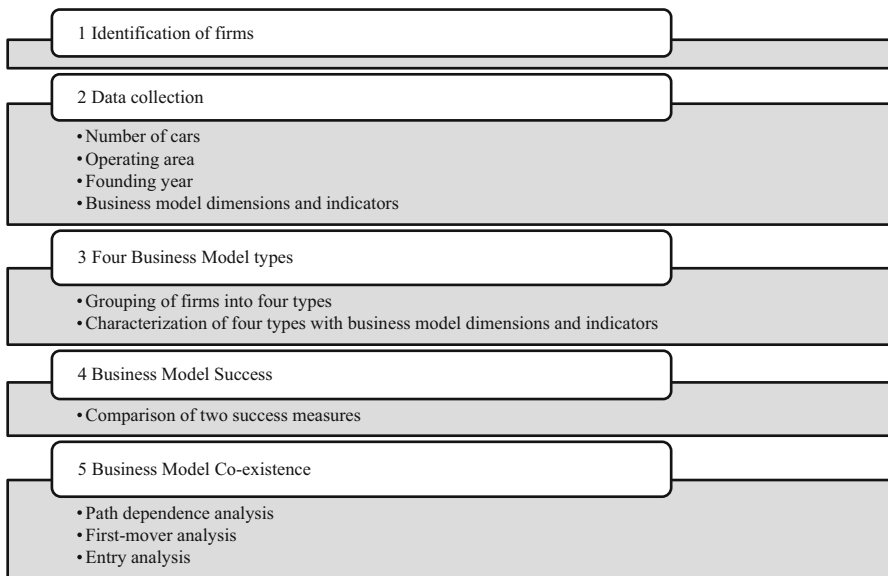 1 Identification of firms
2 Data collection
• Number of cars
• Operating area
• Founding year
• Business model dimensions and indicators
3 Four Business Model types
• Grouping of firms into four types
• Characterization of four types with business model dimensions and indicators
4 Business Model Success
• Comparison of two success measures
5 Business Model Co-existence
• Path dependence analysis
• First-mover analysis
• Entry analysis